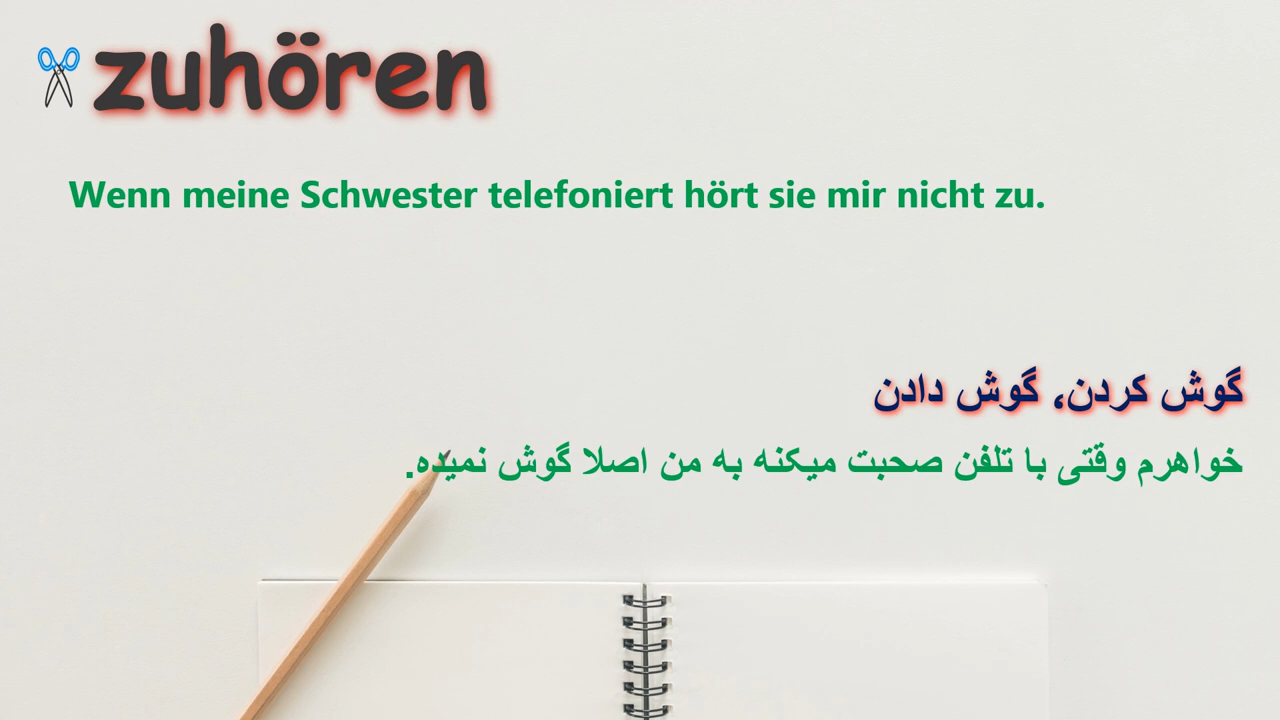 zuhören
Wenn meine Schwester telefoniert hört sie mir nicht zu.
گوش کردن، گوش دادن
خواهرم وقتی با تلفن صحبت میکنه به من اصلا گوش نمیده.